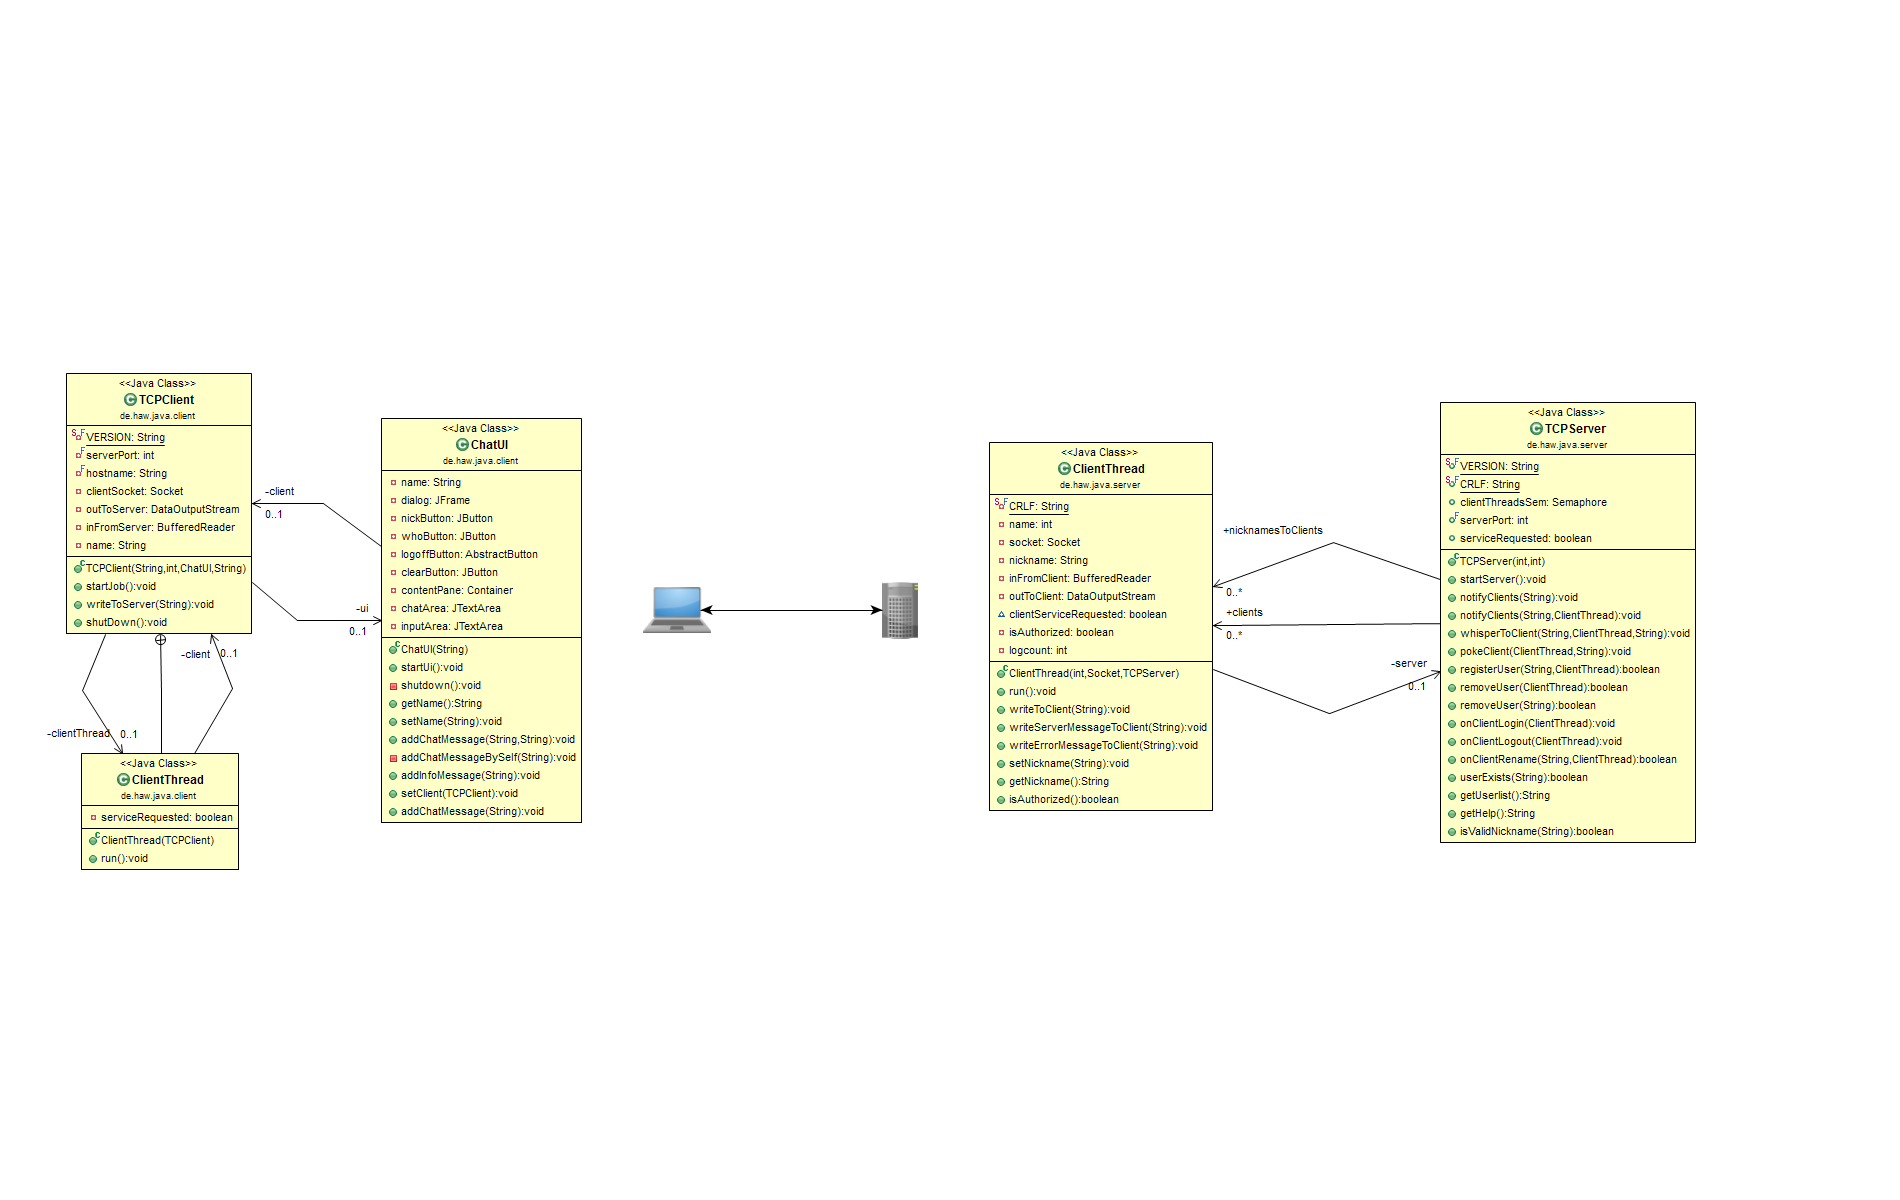 <<Java Class>>
TCPClient
de.haw.java.client
VERSION: String
serverPort: int
hostname: String
clientSocket: Socket
outToServer: DataOutputStream
inFromServer: BufferedReader
name: String
TCPClient(String,int,ChatUI,String)
startJob():void
writeToServer(String):void
shutDown():void
-client
0..1
-ui
0..1
-client
0..1
-clientThread
0..1
<<Java Class>>
ClientThread
de.haw.java.client
serviceRequested: boolean
ClientThread(TCPClient)
run():void
<<Java Class>>
ChatUI
de.haw.java.client
name: String
dialog: JFrame
nickButton: JButton
whoButton: JButton
logoffButton: AbstractButton
clearButton: JButton
contentPane: Container
chatArea: JTextArea
inputArea: JTextArea
ChatUI(String)
startUi():void
shutdown():void
getName():String
setName(String):void
addChatMessage(String,String):void
addChatMessageBySelf(String):void
addInfoMessage(String):void
setClient(TCPClient):void
addChatMessage(String):void
<<Java Class>>
ClientThread
de.haw.java.server
CRLF: String
name: int
socket: Socket
nickname: String
inFromClient: BufferedReader
outToClient: DataOutputStream
clientServiceRequested: boolean
isAuthorized: boolean
logcount: int
ClientThread(int,Socket,TCPServer)
run():void
writeToClient(String):void
writeServerMessageToClient(String):void
writeErrorMessageToClient(String):void
setNickname(String):void
getNickname():String
isAuthorized():boolean
+nicknamesToClients
0..*
+clients
0..*
-server
0..1
<<Java Class>>
TCPServer
de.haw.java.server
VERSION: String
CRLF: String
clientThreadsSem: Semaphore
serverPort: int
serviceRequested: boolean
TCPServer(int,int)
startServer():void
notifyClients(String):void
notifyClients(String,ClientThread):void
whisperToClient(String,ClientThread,String):void
pokeClient(ClientThread,String):void
registerUser(String,ClientThread):boolean
removeUser(ClientThread):boolean
removeUser(String):boolean
onClientLogin(ClientThread):void
onClientLogout(ClientThread):void
onClientRename(String,ClientThread):boolean
userExists(String):boolean
getUserlist():String
getHelp():String
isValidNickname(String):boolean